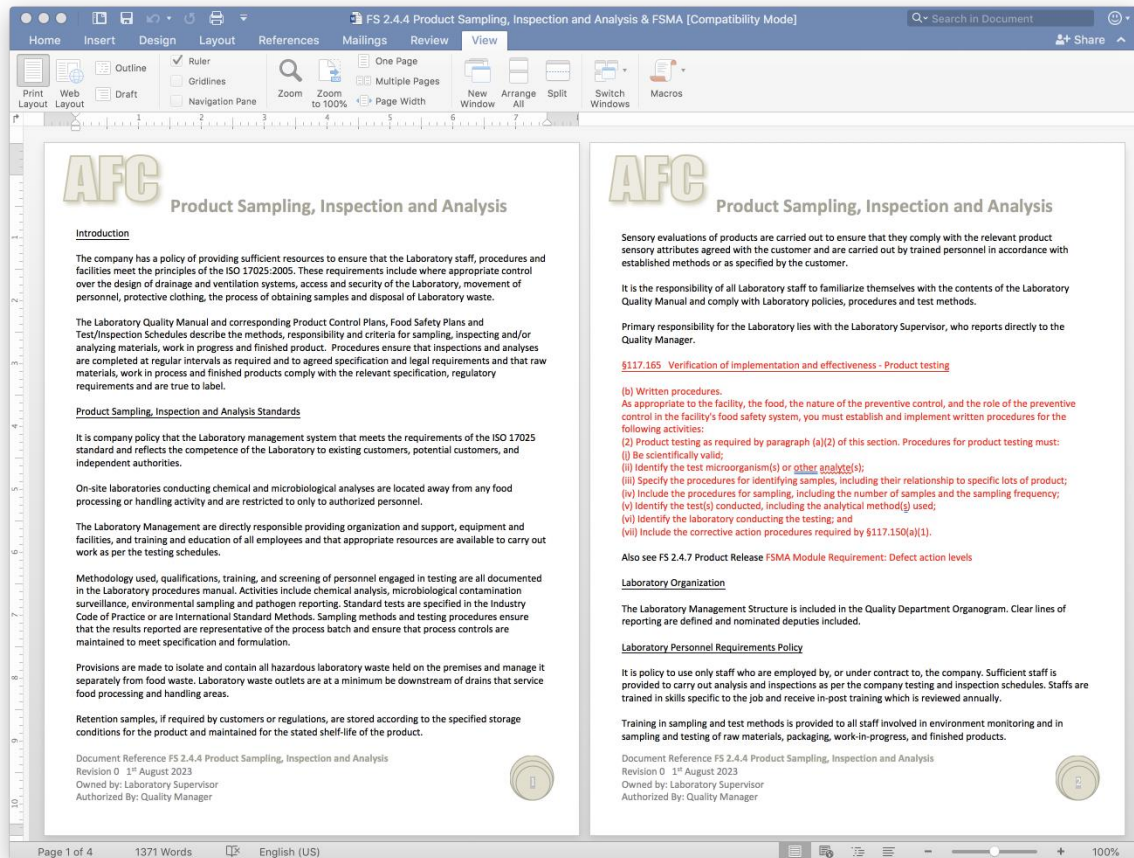 FS 2.4.4 Product Sampling, Inspection and Analysis & FSMA [Compatibility Mode]
Search in Document
Home Insert Design Layout References Mailings Review View
Share
Outline
Draft
Ruler
Gridlines
Navigation Pane
One Page
Multiple Pages
Page Width
Print Layout
Web Layout
Zoom
Zoom to 100%
New Window
Arrange All
Split
Switch Windows
Macros
1 2 3 4 5 6 7
AFC
Product Sampling, Inspection and Analysis
Introduction
The company has a policy of providing sufficient resources to ensure that the Laboratory staff, procedures and
facilities meet the principles of the ISO 17025:2005. These requirements include where appropriate control
over the design of drainage and ventilation systems, access and security of the Laboratory, movement of
personnel, protective clothing, the process of obtaining samples and disposal of Laboratory waste.
The Laboratory Quality Manual and corresponding Product Control Plans, Food Safety Plans and
Test/Inspection Schedules describe the methods, responsibility and criteria for sampling, inspecting and/or
analyzing materials, work in progress and finished product. Procedures ensure that inspections and analyses
are completed at regular intervals as required and to agreed specification and legal requirements and that raw
materials, work in process and finished products comply with the relevant specification, regulatory
requirements and are true to label.
Product Sampling, Inspection and Analysis Standards
It is company policy that the Laboratory management system that meets the requirements of the ISO 17025
standard and reflects the competence of the Laboratory to existing customers, potential customers, and
independent authorities.
On-site laboratories conducting chemical and microbiological analyses are located away from any food
processing or handling activity and are restricted to only to authorized personnel.
The Laboratory Management are directly responsible providing organization and support, equipment and
facilities, and training and education of all employees and that appropriate resources are available to carry out
work as per the testing schedules.
Methodology used, qualifications, training, and screening of personnel engaged in testing are all documented
in the Laboratory procedures manual. Activities include chemical analysis, microbiological contamination
surveillance, environmental sampling and pathogen reporting. Standard tests are specified in the Industry
Code of Practice or are International Standard Methods. Sampling methods and testing procedures ensure
that the results reported are representative of the process batch and ensure that process controls are
maintained to meet specification and formulation.
Provisions are made to isolate and contain all hazardous laboratory waste held on the premises and manage it
separately from food waste. Laboratory waste outlets are at a minimum be downstream of drains that service
food processing and handling areas.
Retention samples, if required by customers or regulations, are stored according to the specified storage
conditions for the product and maintained for the stated shelf-life of the product.
Document Reference FS 2.4.4 Product Sampling, Inspection and Analysis
Revision 0 1st August 2023
Owned by: Laboratory Supervisor
Authorized By: Quality Manager
1
AFC
Product Sampling, Inspection and Analysis
Sensory evaluations of products are carried out to ensure that they comply with the relevant product
sensory attributes agreed with the customer and are carried out by trained personnel in accordance with
established methods or as specified by the customer.
It is the responsibility of all Laboratory staff to familiarize themselves with the contents of the Laboratory
Quality Manual and comply with Laboratory policies, procedures and test methods.
Primary responsibility for the Laboratory lies with the Laboratory Supervisor, who reports directly to the
Quality Manager.
§117.165 Verification of implementation and effectiveness - Product testing
(b) Written procedures.
As appropriate to the facility, the food, the nature of the preventive control, and the role of the preventive
control in the facility's food safety system, you must establish and implement written procedures for the
following activities:
(2) Product testing as required by paragraph (a)(2) of this section. Procedures for product testing must:
(i) Be scientifically valid;
(ii) Identify the test microorganism(s) or other analyte(s);
(iii) Specify the procedures for identifying samples, including their relationship to specific lots of product;
(iv) Include the procedures for sampling, including the number of samples and the sampling frequency;
(v) Identify the test(s) conducted, including the analytical method(s) used;
(vi) Identify the laboratory conducting the testing; and
(vii) Include the corrective action procedures required by §117.150(a)(1).
Also see FS 2.4.7 Product Release FSMA Module Requirement: Defect action levels
Laboratory Organization
The Laboratory Management Structure is included in the Quality Department Organogram. Clear lines of
reporting are defined and nominated deputies included.
Laboratory Personnel Requirements Policy
It is policy to use only staff who are employed by, or under contract to, the company. Sufficient staff is
provided to carry out analysis and inspections as per the company testing and inspection schedules. Staffs are
trained in skills specific to the job and receive in-post training which is reviewed annually.
Training in sampling and test methods is provided to all staff involved in environment monitoring and in
sampling and testing of raw materials, packaging, work-in-progress, and finished products.
Document Reference FS 2.4.4 Product Sampling, Inspection and Analysis
Revision 0 1st August 2023
Owned by: Laboratory Supervisor
Authorized By: Quality Manager
2
Page 1 of 4 1371 Words English (US) 100%